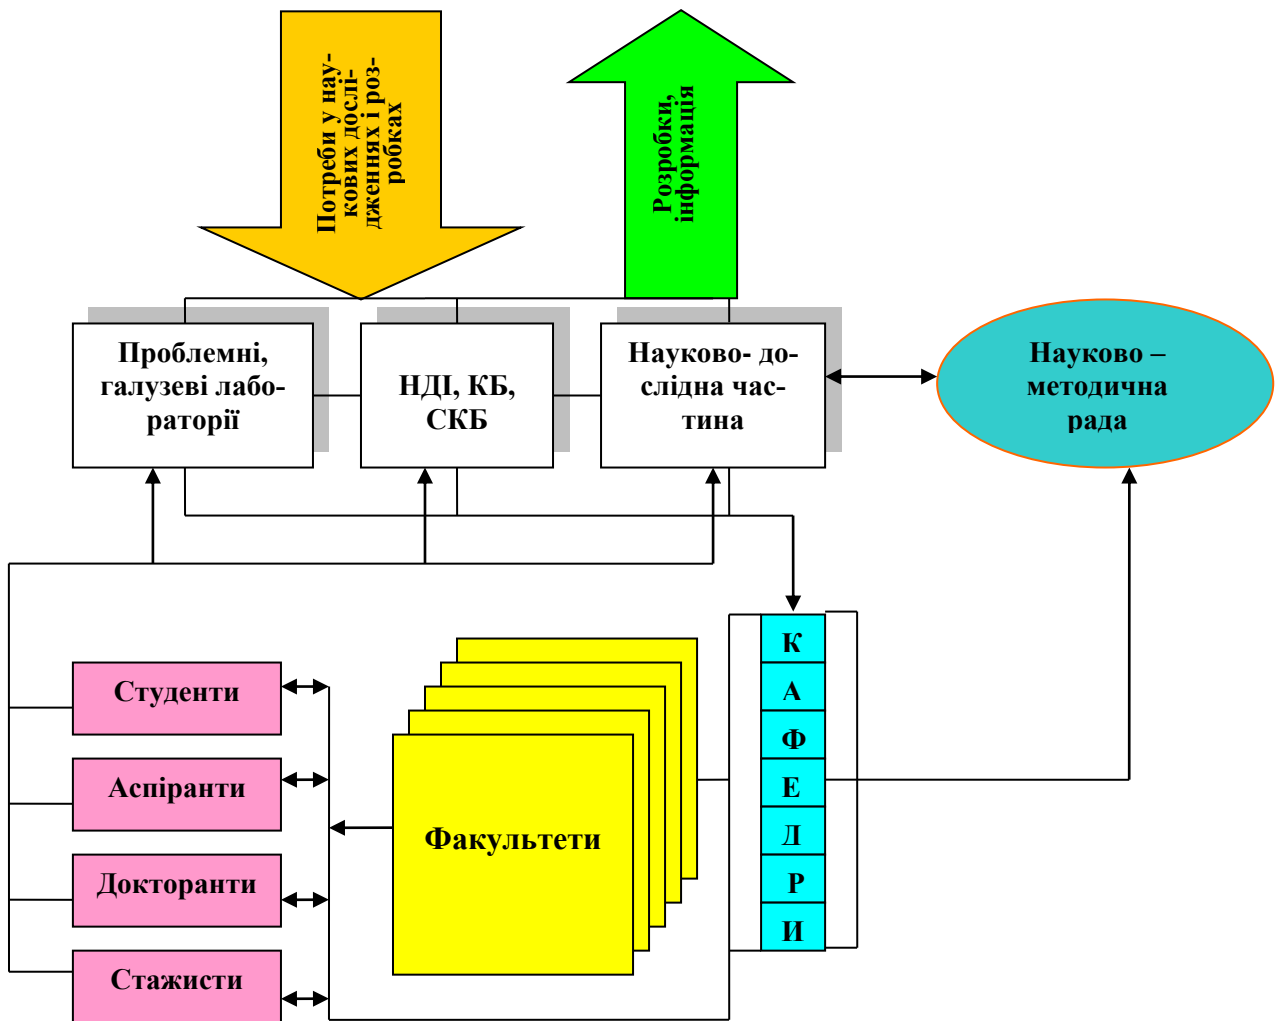 Потреби у нау-
кових дослі-
дженнях і роз-
робках
Розробки,
інформація
Проблемні,
галузеві лабо-
раторії
НДІ, КБ,
СКБ
Науково- до-
слідна час-
тина
Науково –
методична
рада
К
А
Ф
Е
Д
Р
И
Студенти
Аспіранти
Докторанти
Стажисти
Факультети